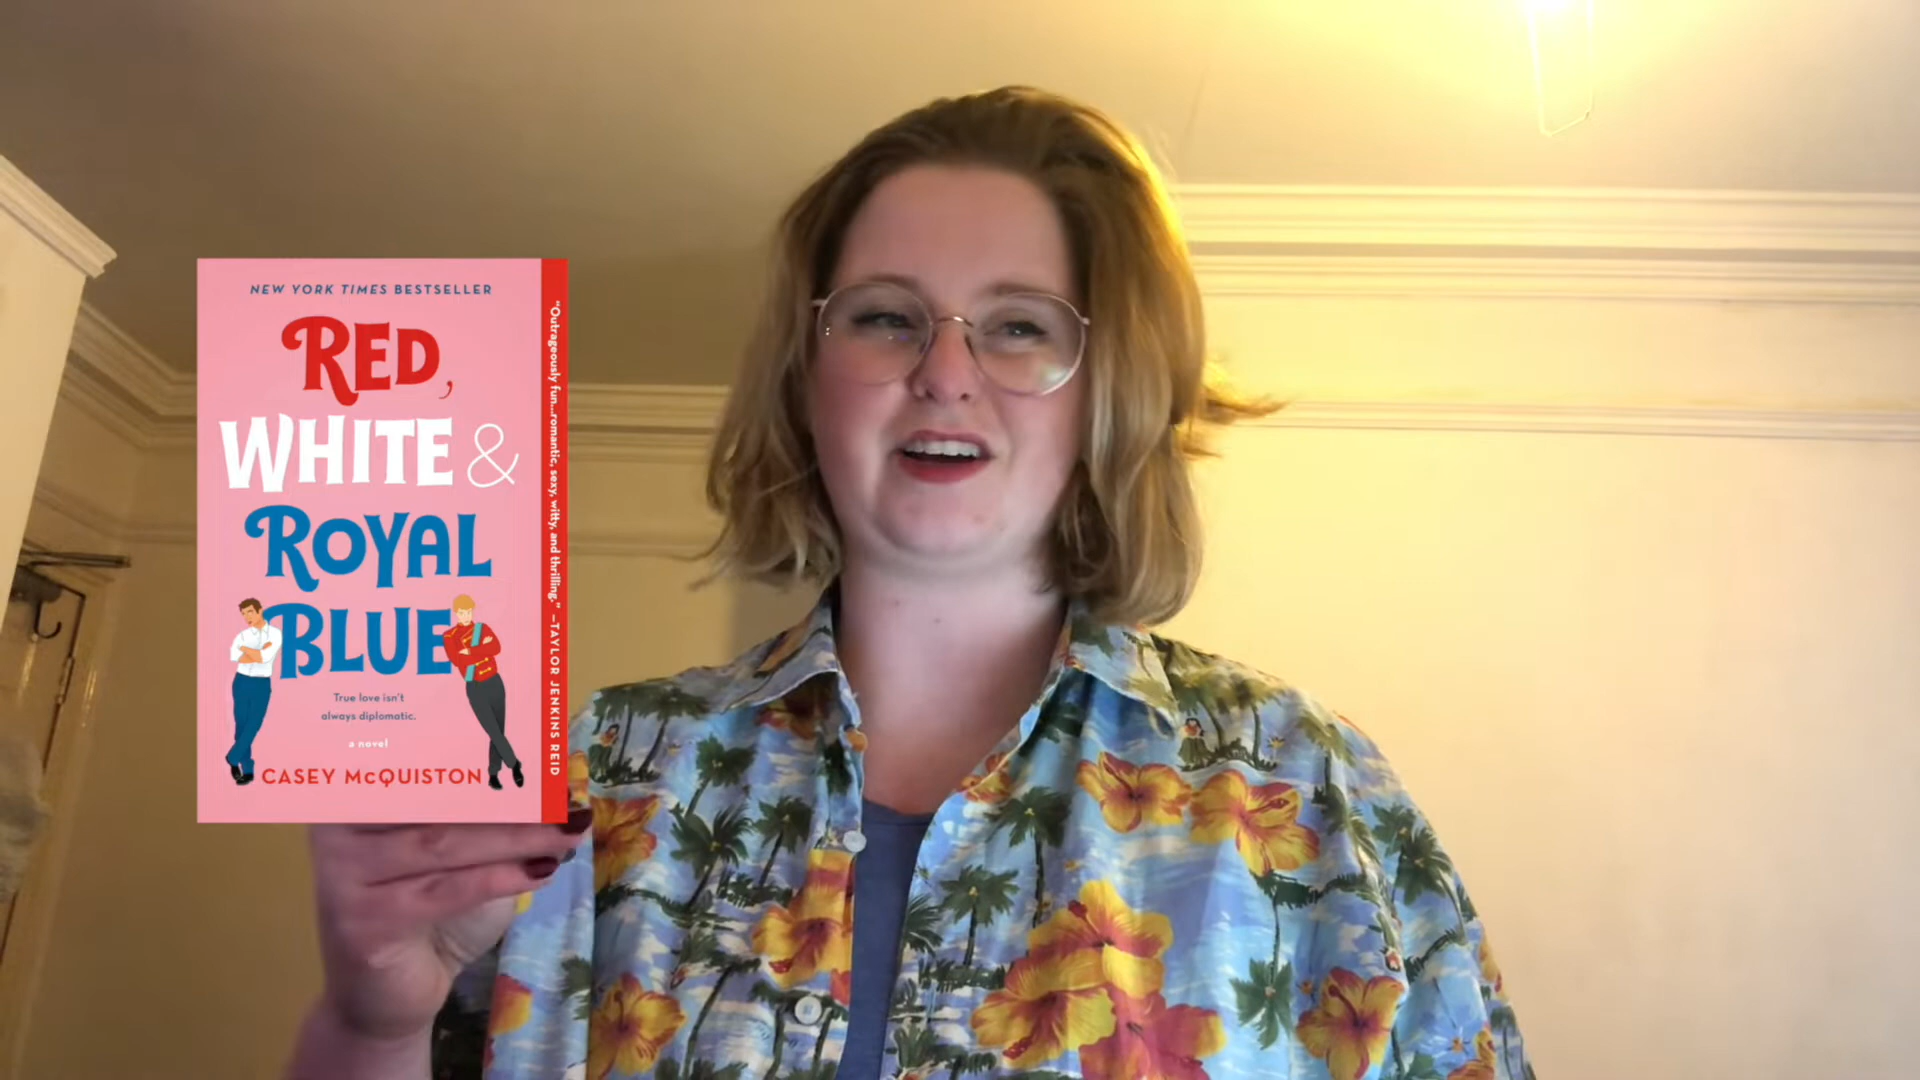 NEW YORK TIMES BESTSELLER
RED,
WHITE &
ROYAL
BLUE
True love isn't
always diplomatic.
a novel
CASEY McQUISTON
"Outrageously fun...romantic, sexy, witty, and thrilling." —TAYLOR JENKINS REID